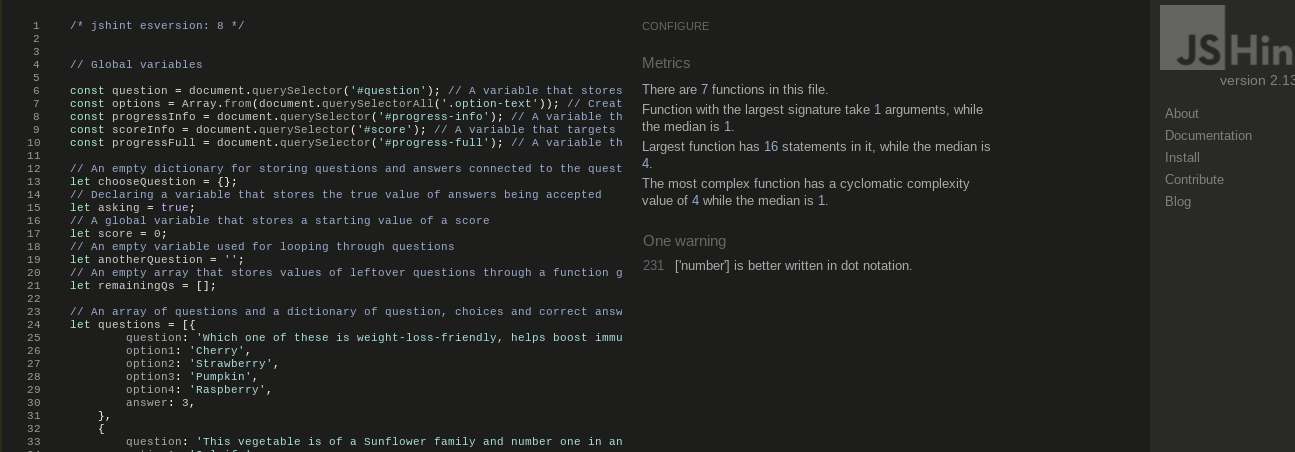 1 /* jshint esversion: 8 */
2
3
4 // Global variables
5
6 const question = document.querySelector('#question'); // A variable that stores
7 const options = Array.from(document.querySelectorAll('.option-text')); // Creat
8 const progressInfo = document.querySelector('#progress-info'); // A variable th
9 const scoreInfo = document.querySelector('#score'); // A variable that targets
10 const progressFull = document.querySelector('#progress-full'); // A variable th
11
12 // An empty dictionary for storing questions and answers connected to the quest
13 let chooseQuestion = {};
14 // Declaring a variable that stores the true value of answers being accepted
15 let asking = true;
16 // A global variable that stores a starting value of a score
17 let score = 0;
18 // An empty variable used for looping through questions
19 let anotherQuestion = '';
20 // An empty array that stores values of leftover questions through a function g
21 let remainingQs = [];
22
23 // An array of questions and a dictionary of question, choices and correct answ
24 let questions = [{
25 question: 'Which one of these is weight-loss-friendly, helps boost immu
26 option1: 'Cherry',
27 option2: 'Strawberry',
28 option3: 'Pumpkin',
29 option4: 'Raspberry',
30 answer: 3,
31 },
32 {
33 question: 'This vegetable is of a Sunflower family and number one in an
CONFIGURE
Metrics
There are 7 functions in this file.
Function with the largest signature take 1 arguments, while
the median is 1.
Largest function has 16 statements in it, while the median is
4.
The most complex function has a cyclomatic complexity
value of 4 while the median is 1.
One warning
231 ['number'] is better written in dot notation.
JSHin
version 2.13
About
Documentation
Install
Contribute
Blog